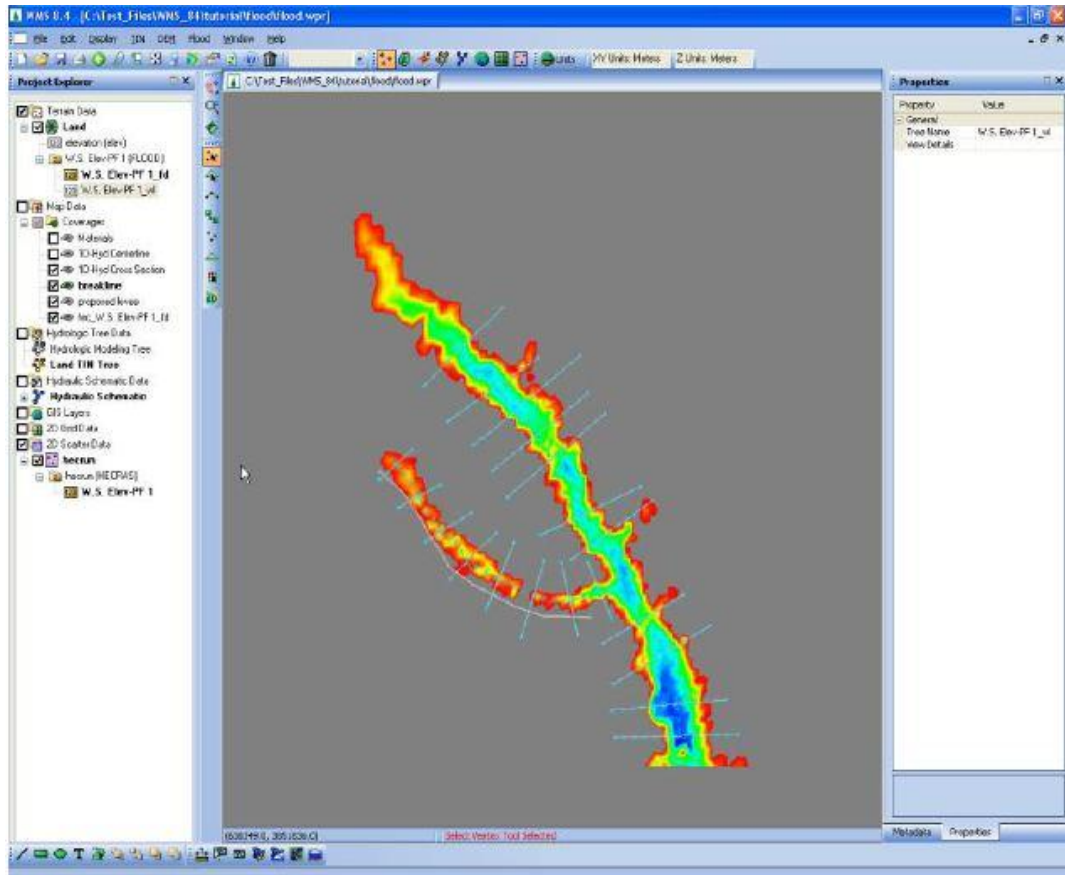 WMS 8.4 - [C:\Test_Files\WMS_84\tutorial\flood\flood.wpr]
File Edit Display TIN DEM Flood Window Help
Units XY Units: Meters Z Units: Meters
Project Explorer
C:\Test_Files\WMS_84\tutorial\flood\flood.wpr
Properties
Terrain Data
Land
elevation (elev)
W.S. Elev-PF 1 (FLOOD)
W.S. Elev-PF 1_fd
W.S. Elev-PF 1_wl
Map Data
Coverages
Materials
1D-Hyd Centerline
1D-Hyd Cross Section
breakline
proposed levee
W.S. Elev-PF 1_fd
Hydrologic Tree Data
Hydrologic Modeling Tree
Land TIN Tree
Hydraulic Schematic Data
Hydraulic Schematic
GIS Layers
2D Grid Data
2D Scatter Data
hecrun
hecrun (HECRAS)
W.S. Elev-PF 1
Property Value
General
Tree Name W.S. Elev-PF 1_wl
View Details
Select Vertex Tool Selected
Metadata Properties